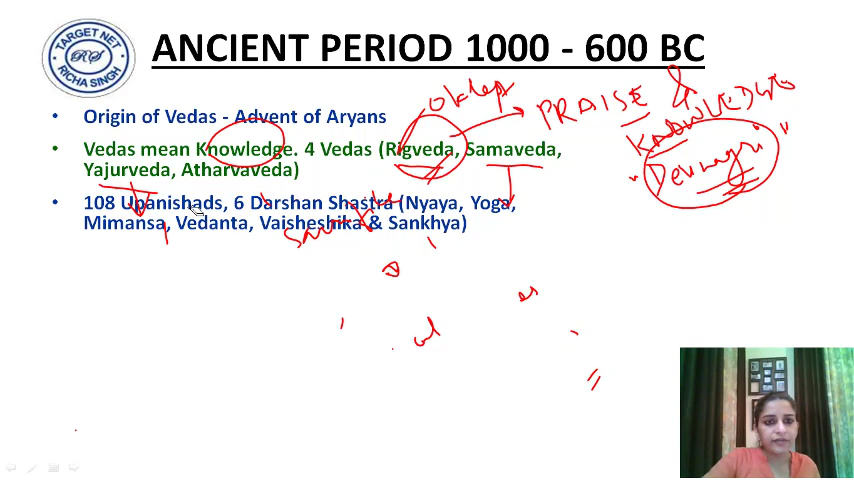 TARGET NET
RS
RICHA SINGH
ANCIENT PERIOD 1000 - 600 BC
• Origin of Vedas - Advent of Aryans
• Vedas mean Knowledge. 4 Vedas (Rigveda, Samaveda,
Yajurveda, Atharvaveda)
• 108 Upanishads, 6 Darshan Shastra (Nyaya, Yoga,
Mimansa, Vedanta, Vaisheshika & Sankhya)
PRAISE &
KNOWLEDGE
"Devnagri"